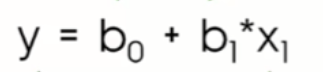 y = b₀ + b₁*x₁